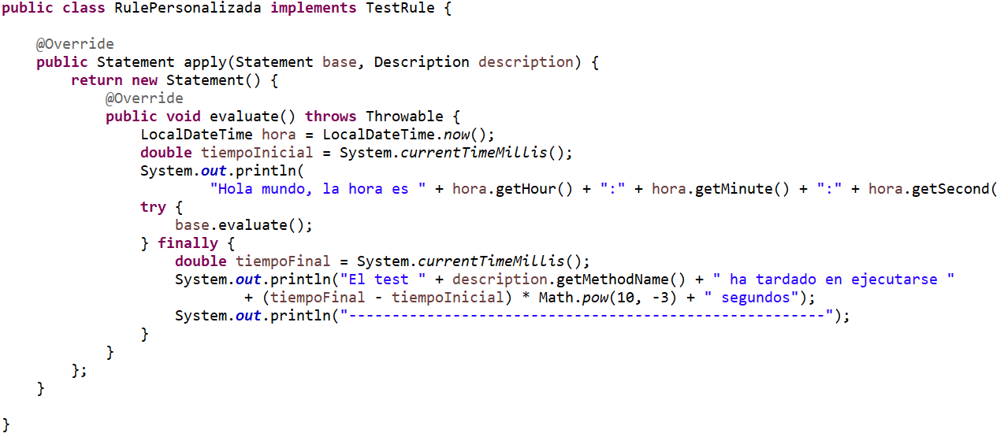 public class RulePersonalizada implements TestRule {
@Override
public Statement apply(Statement base, Description description) {
return new Statement() {
@Override
public void evaluate() throws Throwable {
LocalDateTime hora = LocalDateTime.now();
double tiempoInicial = System.currentTimeMillis();
System.out.println(
"Hola mundo, la hora es " + hora.getHour() + ":" + hora.getMinute() + ":" + hora.getSecond(
try {
base.evaluate();
} finally {
double tiempoFinal = System.currentTimeMillis();
System.out.println("El test " + description.getMethodName() + " ha tardado en ejecutarse "
+ (tiempoFinal - tiempoInicial) * Math.pow(10, -3) + " segundos");
System.out.println("-------------------------------------------------------");
}
}
};
}
}